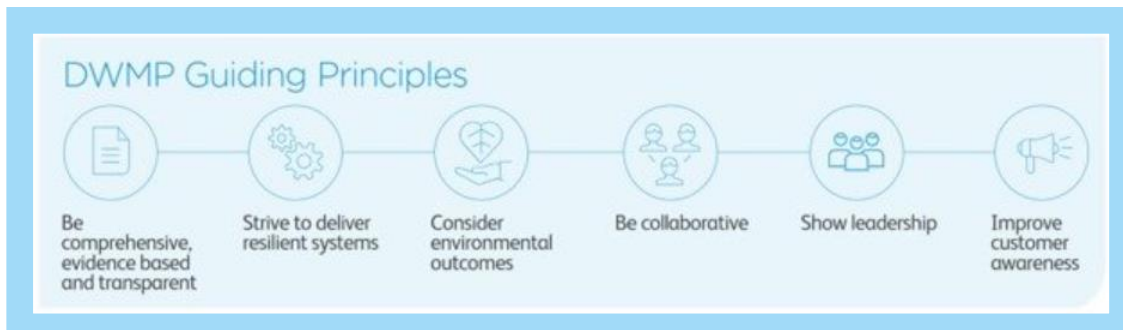 DWMP Guiding Principles
Be
comprehensive,
evidence based
and transparent
Strive to deliver
resilient systems
Consider
environmental
outcomes
Be collaborative
Show leadership
Improve
customer
awareness